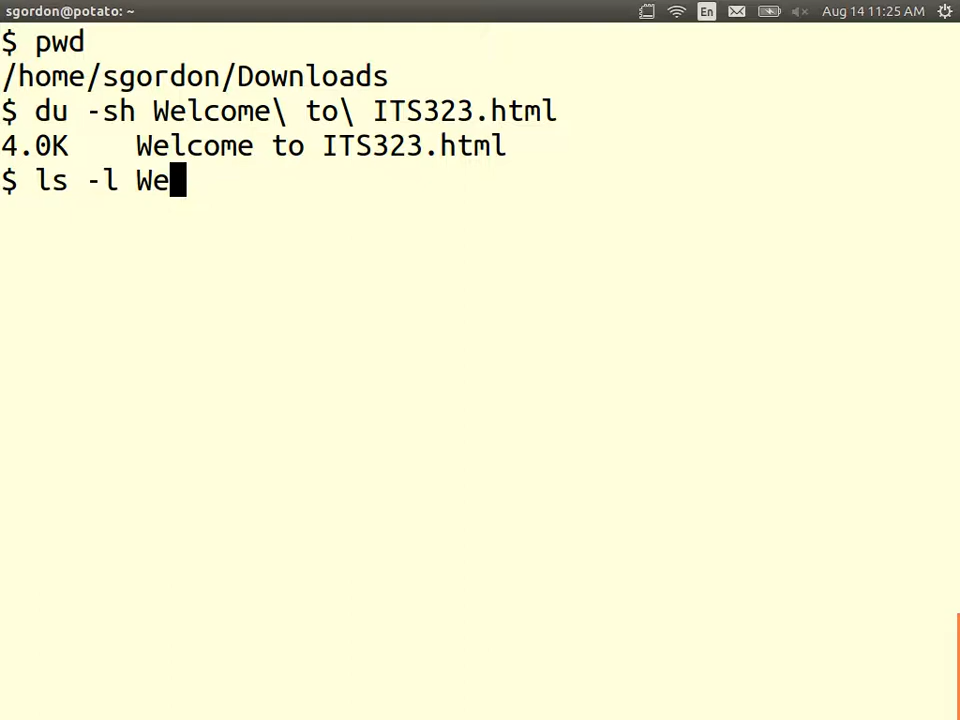 sgordon@potato: ~
En
Aug 14 11:25 AM
$ pwd
/home/sgordon/Downloads
$ du -sh Welcome\ to\ ITS323.html
4.0K    Welcome to ITS323.html
$ ls -l We